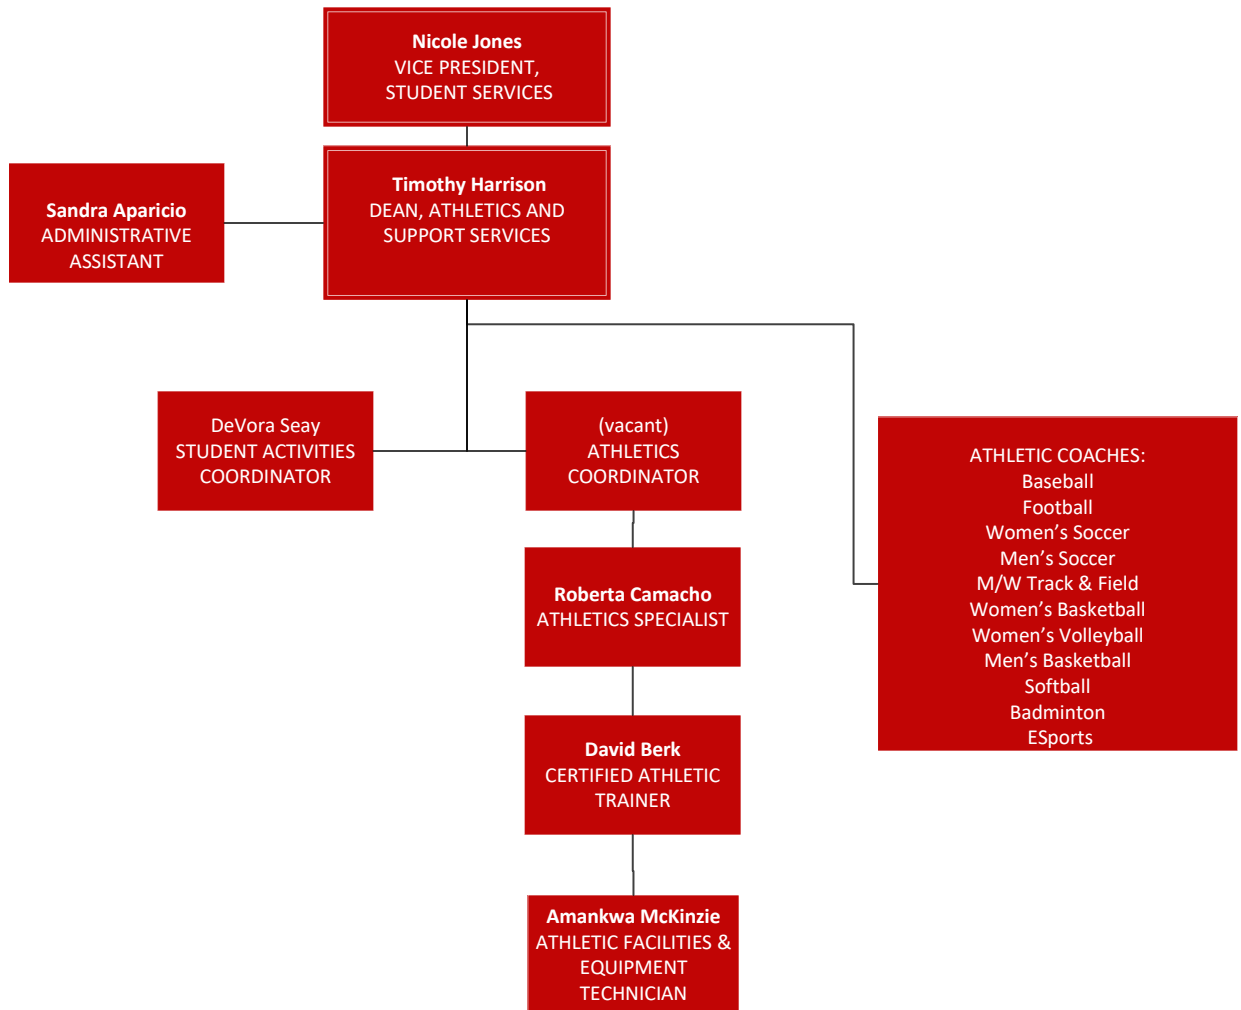 Nicole Jones
VICE PRESIDENT,
STUDENT SERVICES
Timothy Harrison
DEAN, ATHLETICS AND
SUPPORT SERVICES
Sandra Aparicio
ADMINISTRATIVE
ASSISTANT
DeVora Seay
STUDENT ACTIVITIES
COORDINATOR
(vacant)
ATHLETICS
COORDINATOR
ATHLETIC COACHES:
Baseball
Football
Women’s Soccer
Men’s Soccer
M/W Track & Field
Women’s Basketball
Women’s Volleyball
Men’s Basketball
Softball
Badminton
ESports
Roberta Camacho
ATHLETICS SPECIALIST
David Berk
CERTIFIED ATHLETIC
TRAINER
Amankwa McKinzie
ATHLETIC FACILITIES &
EQUIPMENT
TECHNICIAN